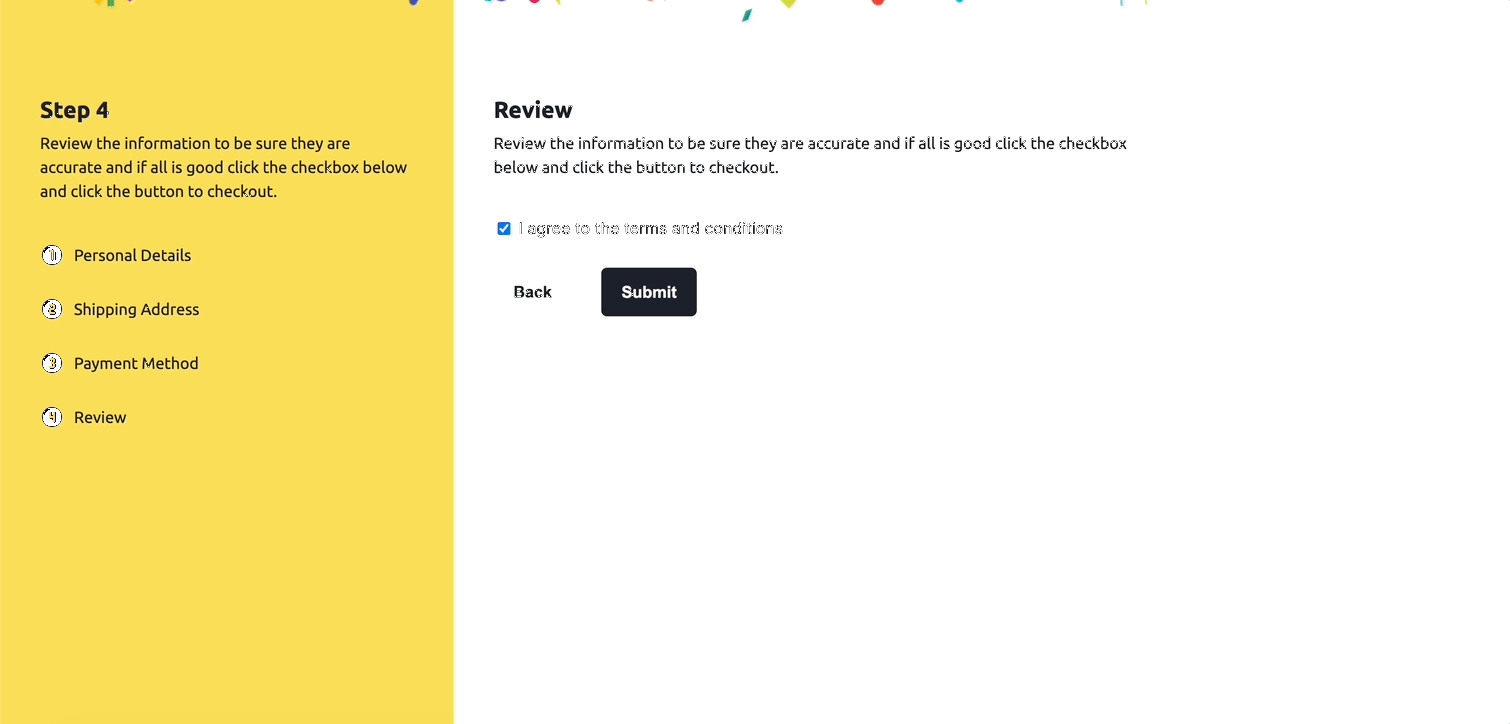 Step 4
Review the information to be sure they are
accurate and if all is good click the checkbox below
and click the button to checkout.
1 Personal Details
2 Shipping Address
3 Payment Method
4 Review
Review
Review the information to be sure they are accurate and if all is good click the checkbox
below and click the button to checkout.
I agree to the terms and conditions
Back Submit